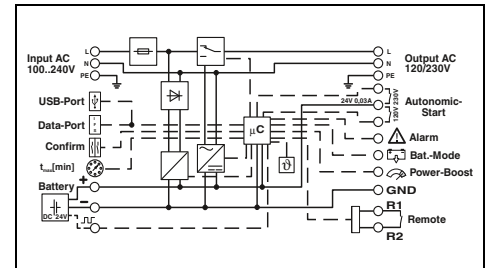 L
Input AC
N
100..240V
PE
USB-Port
Data-Port
Confirm
[min]
Battery
+
–
DC 24V
µC
ϑ
L
Output AC
N
120/230V
PE
24V 0,03A
120V 230V
Autonomic-
Start
Alarm
Bat.-Mode
Power-Boost
GND
R1
Remote
R2